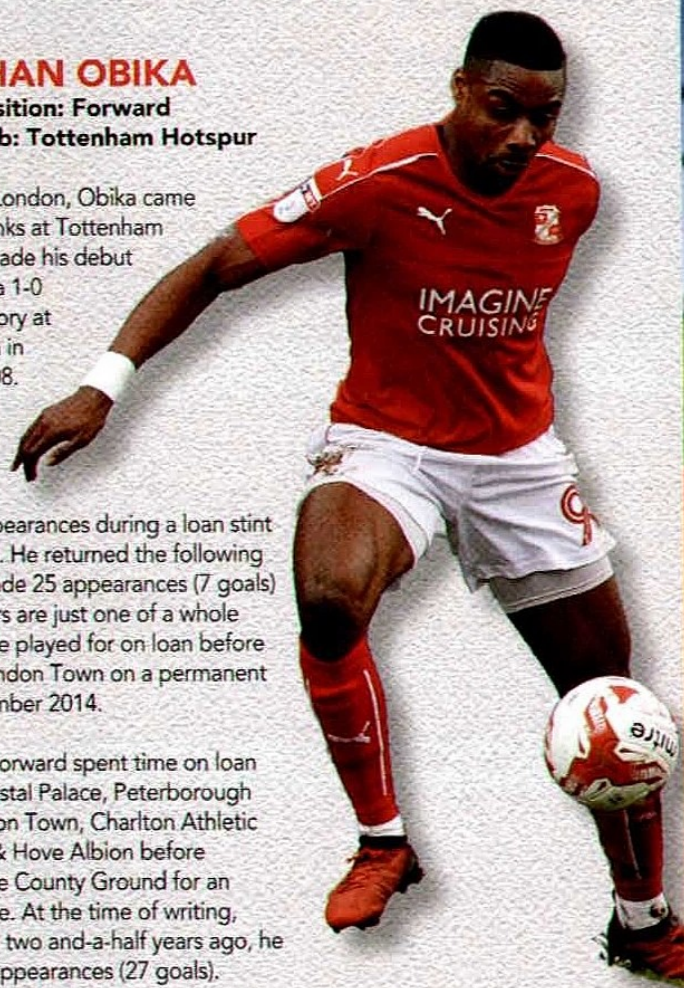 HAN OBIKA
sition: Forward
b: Tottenham Hotspur
London, Obika came
nks at Tottenham
ade his debut
a 1-0
ory at
in
08.
pearances during a loan stint
. He returned the following
de 25 appearances (7 goals)
rs are just one of a whole
e played for on loan before
ndon Town on a permanent
mber 2014.
orward spent time on loan
stal Palace, Peterborough
on Town, Charlton Athletic
& Hove Albion before
e County Ground for an
e. At the time of writing,
two and-a-half years ago, he
appearances (27 goals).
IMAGINE
CRUISING
9
mitre